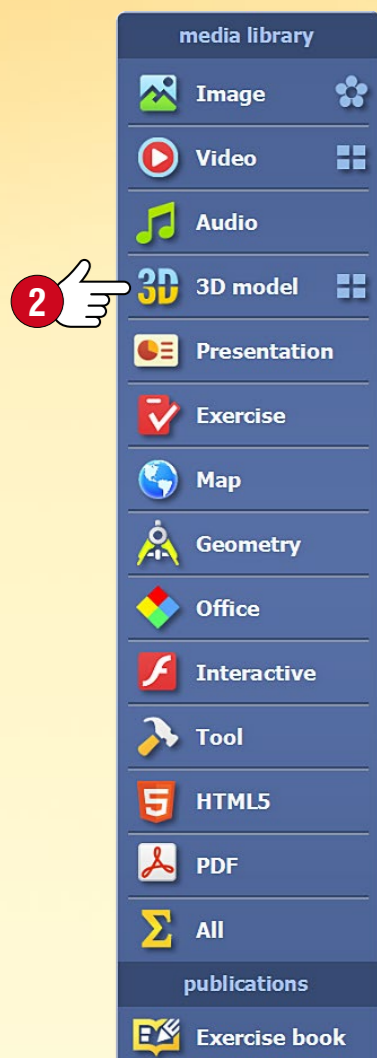 media library
Image
Video
Audio
2
3D 3D model
Presentation
Exercise
Map
Geometry
Office
Interactive
Tool
5 HTML5
PDF
Σ All
publications
Exercise book